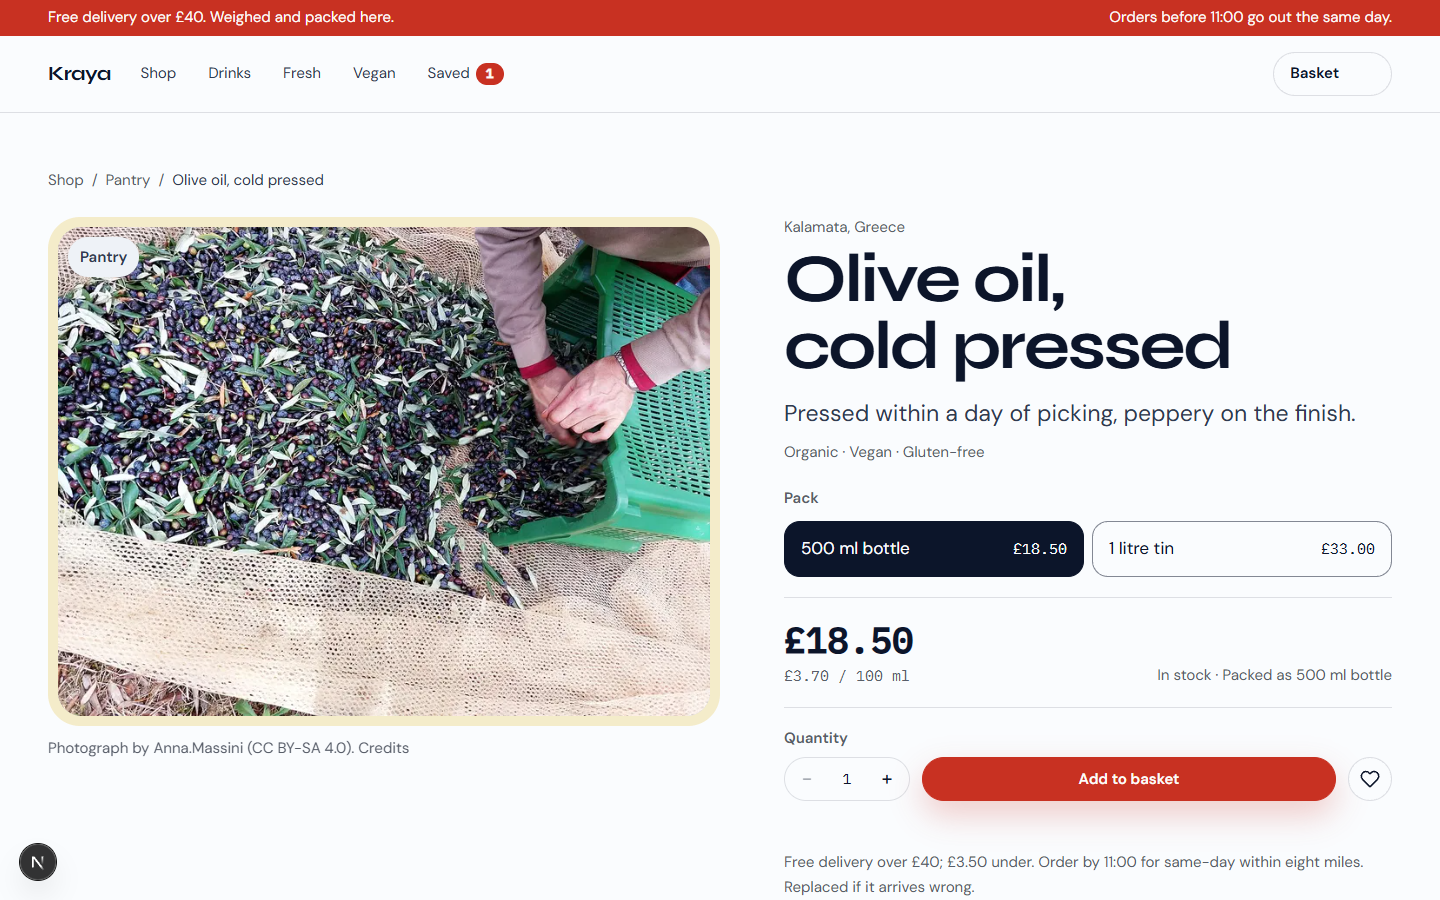 Free delivery over £40. Weighed and packed here.
Orders before 11:00 go out the same day.
Kraya
Shop
Drinks
Fresh
Vegan
Saved 1
Basket
Shop / Pantry / Olive oil, cold pressed
Pantry
Photograph by Anna.Massini (CC BY-SA 4.0). Credits
Kalamata, Greece
Olive oil,
cold pressed
Pressed within a day of picking, peppery on the finish.
Organic · Vegan · Gluten-free
Pack
500 ml bottle £18.50
1 litre tin £33.00
£18.50
£3.70 / 100 ml
In stock · Packed as 500 ml bottle
Quantity
− 1 +
Add to basket
Free delivery over £40; £3.50 under. Order by 11:00 for same-day within eight miles.
Replaced if it arrives wrong.
N